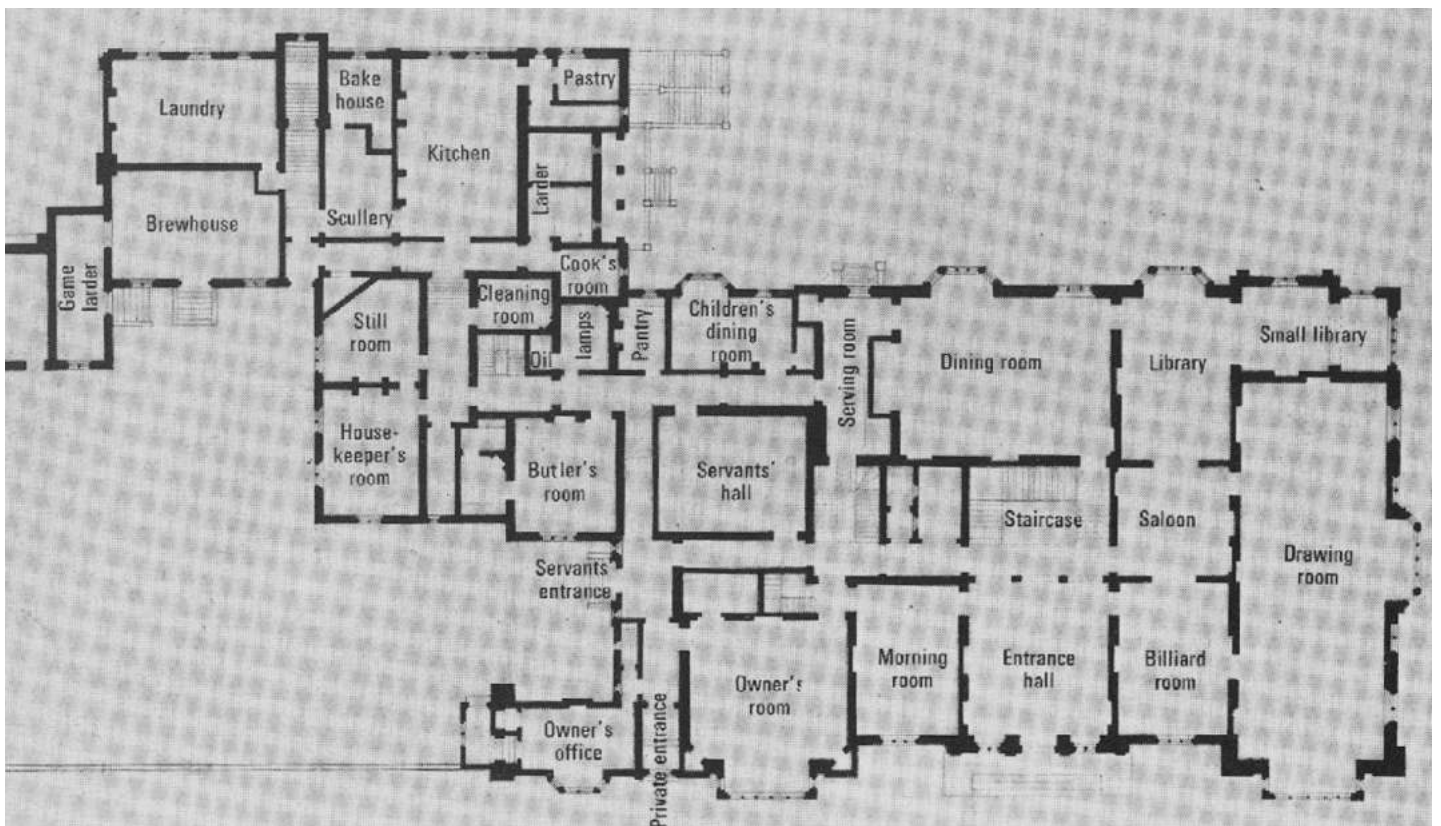 Laundry
Bake
house
Pastry
Kitchen
Larder
Brewhouse
Scullery
Game
larder
Cook's
room
Cleaning
room
Still
room
Oil
lamps
Pantry
Children's
dining
room
Serving room
Dining room
Library
Small library
House-
keeper's
room
Butler's
room
Servants'
hall
Staircase
Saloon
Drawing
room
Servants'
entrance
Morning
room
Entrance
hall
Billiard
room
Owner's
room
Owner's
office
Private entrance